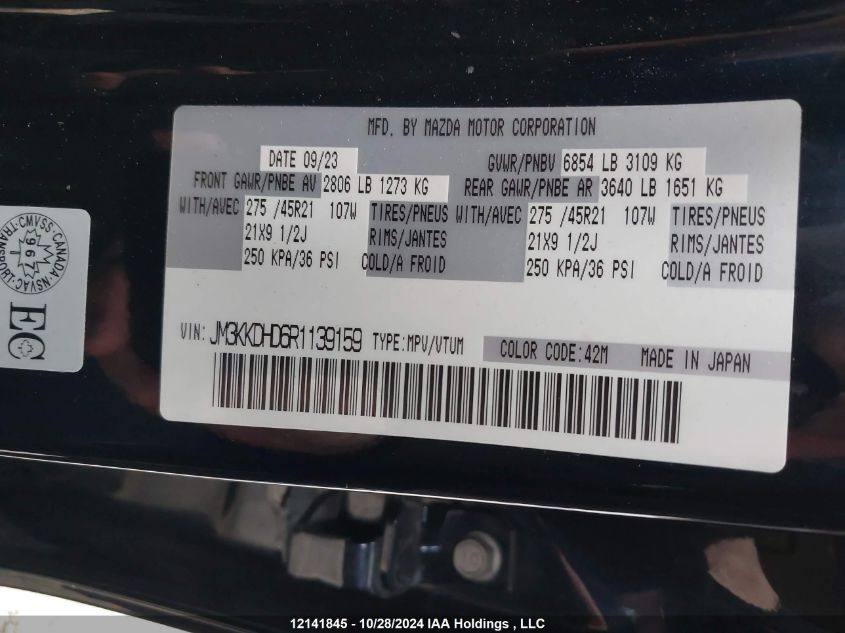 MFD. BY MAZDA MOTOR CORPORATION
DATE 09/23 GVWR/PNBV 6854 LB 3109 KG
FRONT GAWR/PNBE AV 2806 LB 1273 KG REAR GAWR/PNBE AR 3640 LB 1651 KG
WITH/AVEC 275 /45R21 107W TIRES/PNEUS WITH/AVEC 275 /45R21 107W TIRES/PNEUS
21X9 1/2J RIMS/JANTES 21X9 1/2J RIMS/JANTES
250 KPA/36 PSI COLD/A FROID 250 KPA/36 PSI COLD/A FROID
VIN: JM3KKDHD6R1139159 TYPE:MPV/VTUM COLOR CODE:42M MADE IN JAPAN
CMVSS CANADA NSVAC
967
EC
12141845 - 10/28/2024 IAA Holdings , LLC